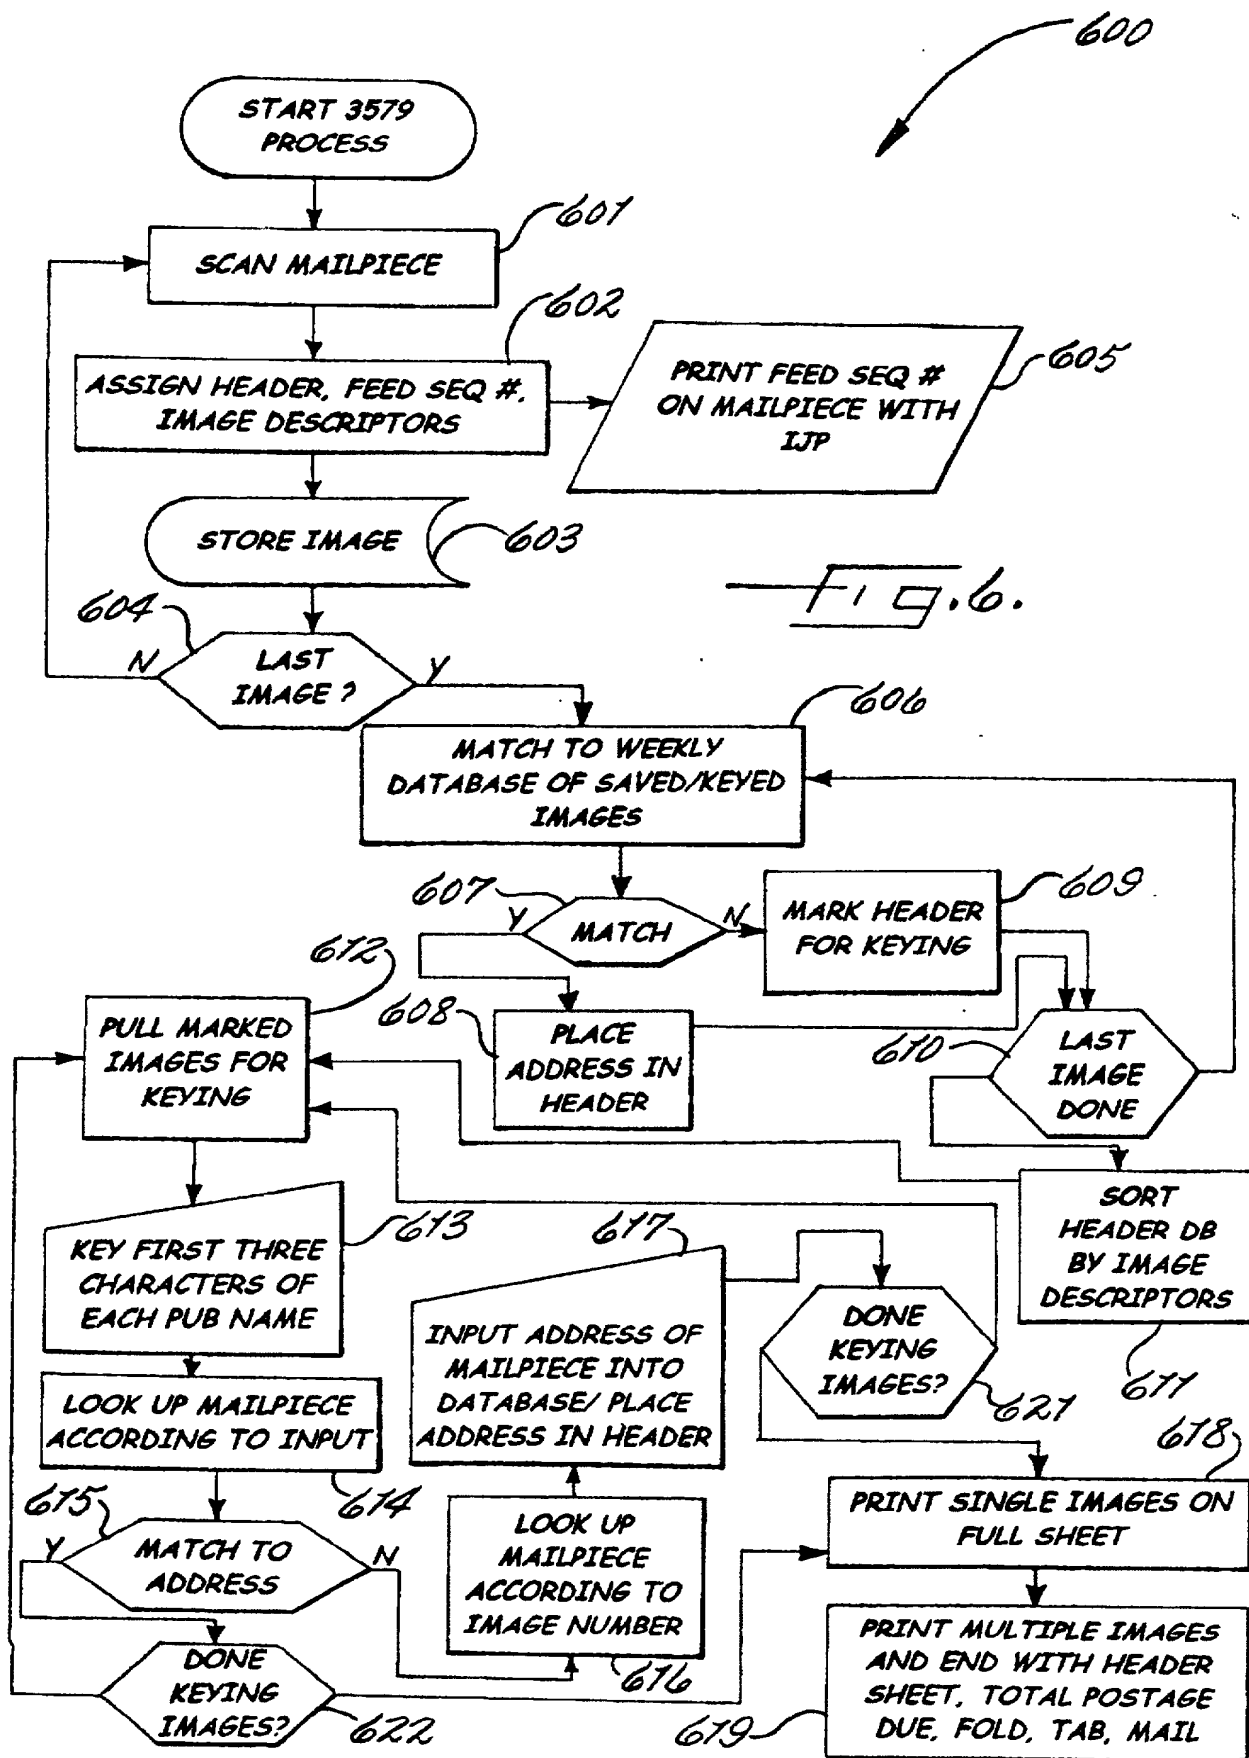 600
START 3579
PROCESS
601
SCAN MAILPIECE
602
ASSIGN HEADER, FEED SEQ #,
IMAGE DESCRIPTORS
605
PRINT FEED SEQ #
ON MAILPIECE WITH
IJP
STORE IMAGE
603
Fig. 6.
604
N
LAST
IMAGE ?
Y
606
MATCH TO WEEKLY
DATABASE OF SAVED/KEYED
IMAGES
607
Y
MATCH
N
609
MARK HEADER
FOR KEYING
612
PULL MARKED
IMAGES FOR
KEYING
608
PLACE
ADDRESS IN
HEADER
610
LAST
IMAGE
DONE
SORT
HEADER DB
BY IMAGE
DESCRIPTORS
611
613
KEY FIRST THREE
CHARACTERS OF
EACH PUB NAME
617
INPUT ADDRESS OF
MAILPIECE INTO
DATABASE/ PLACE
ADDRESS IN HEADER
DONE
KEYING
IMAGES?
621
LOOK UP MAILPIECE
ACCORDING TO INPUT
614
615
Y
MATCH TO
ADDRESS
N
LOOK UP
MAILPIECE
ACCORDING TO
IMAGE NUMBER
616
618
PRINT SINGLE IMAGES ON
FULL SHEET
DONE
KEYING
IMAGES?
622
PRINT MULTIPLE IMAGES
AND END WITH HEADER
SHEET, TOTAL POSTAGE
DUE, FOLD, TAB, MAIL
619